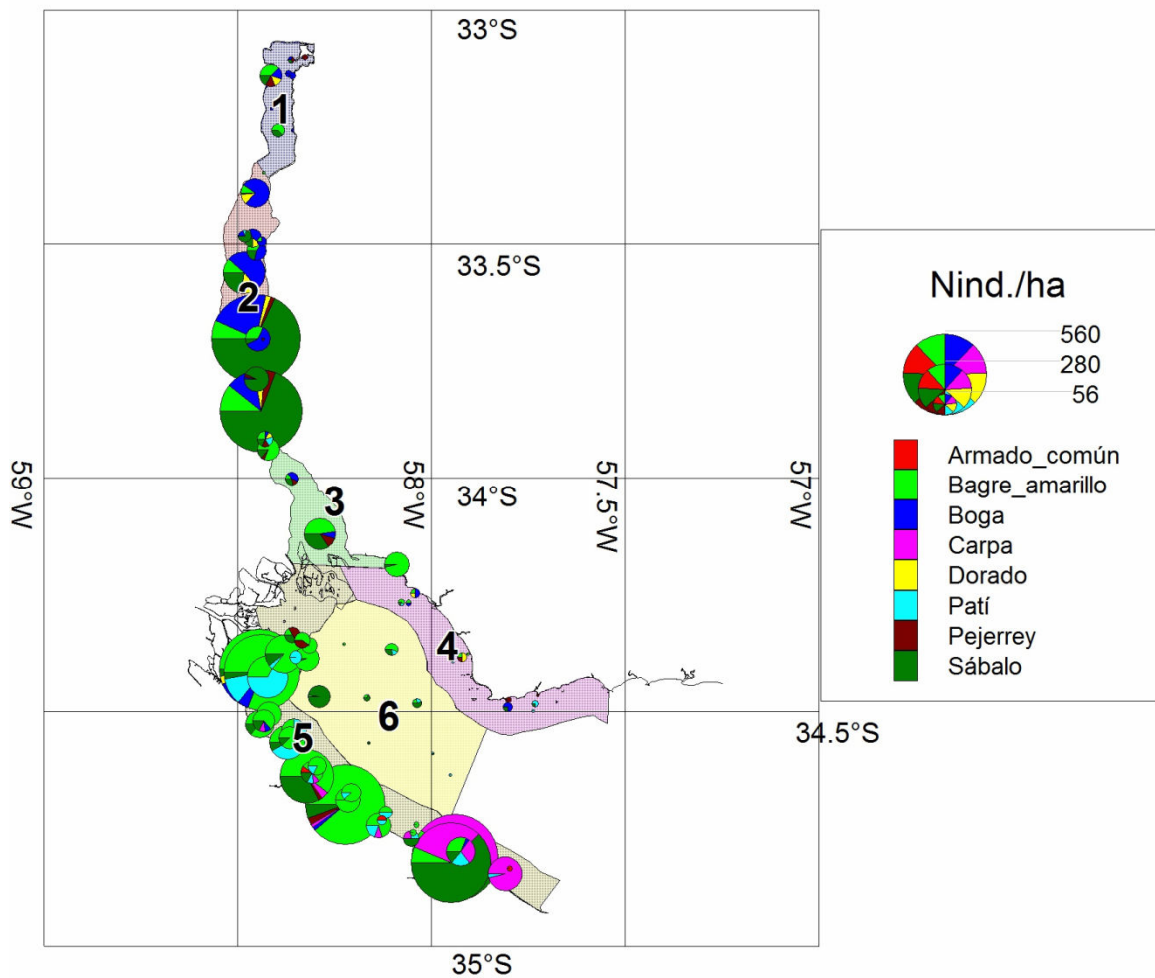 33°S
1
33.5°S
2
59°W
58°W
57.5°W
57°W
34°S
3
4
6
5
34.5°S
35°S
Nind./ha
560
280
56
Armado_común
Bagre_amarillo
Boga
Carpa
Dorado
Patí
Pejerrey
Sábalo